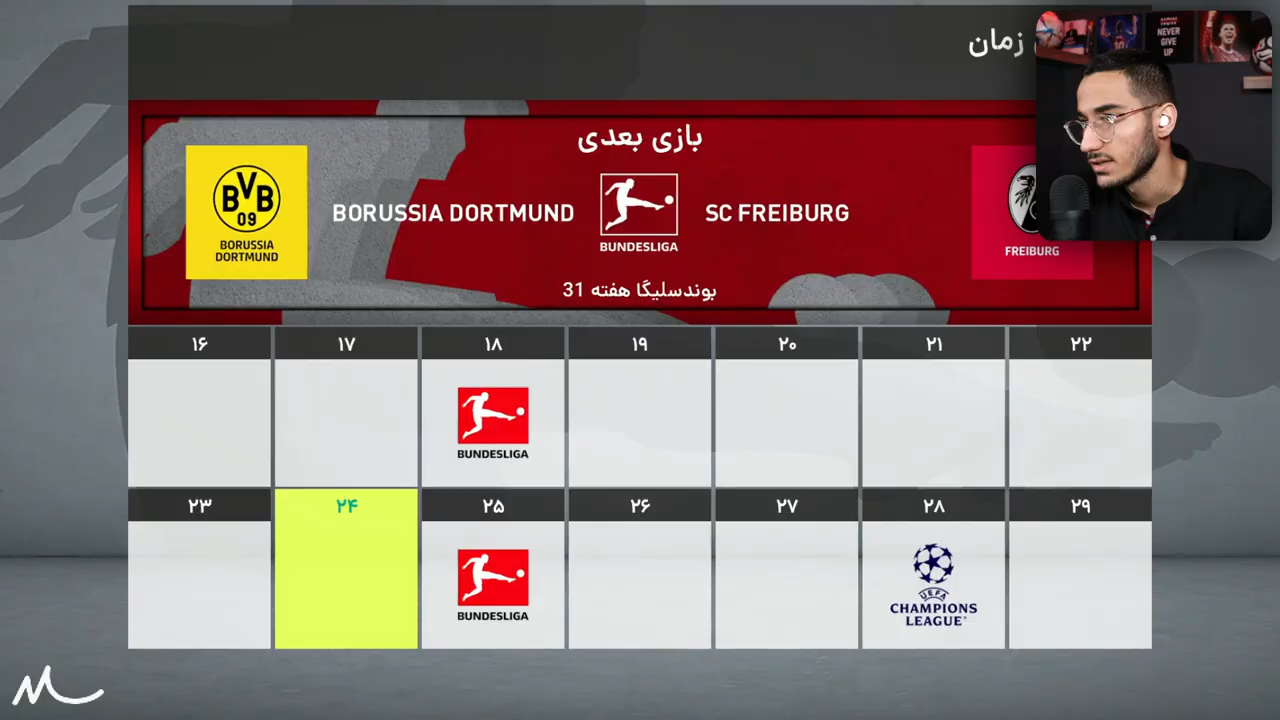 زمان
NOW
NEVER
GIVE
UP
بازی بعدی
BVB
09
BORUSSIA
DORTMUND
BORUSSIA DORTMUND
BUNDESLIGA
SC FREIBURG
FREIBURG
بوندسلیگا هفته 31
۱۶ ۱۷ ۱۸ ۱۹ ۲۰ ۲۱ ۲۲
BUNDESLIGA
۲۳ ۲۴ ۲۵ ۲۶ ۲۷ ۲۸ ۲۹
BUNDESLIGA
UEFA
CHAMPIONS
LEAGUE